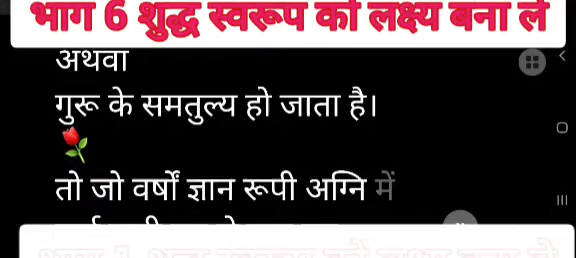 भाग 6 शुद्ध स्वरूप को लक्ष्य बना लें
अथवा
गुरू के समतुल्य हो जाता है।
तो जो वर्षों ज्ञान रूपी अग्नि में